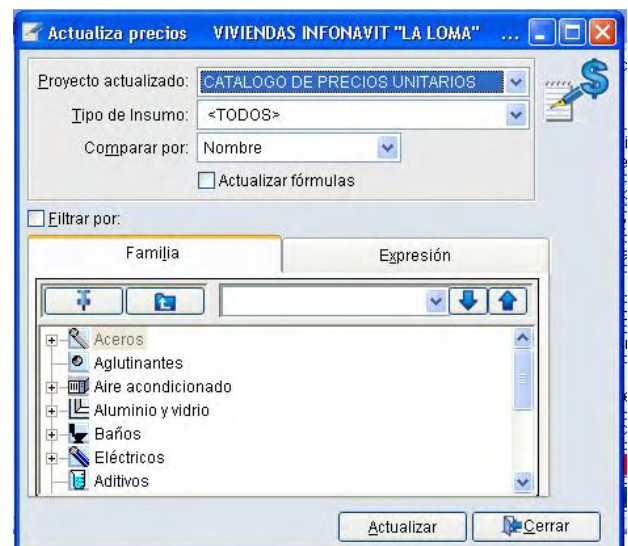 Actualiza precios VIVIENDAS INFONAVIT "LA LOMA" ...
Proyecto actualizado: CATALOGO DE PRECIOS UNITARIOS
Tipo de Insumo: <TODOS>
Comparar por: Nombre
Actualizar fórmulas
Filtrar por:
Familia Expresión
Aceros
Aglutinantes
Aire acondicionado
Aluminio y vidrio
Baños
Eléctricos
Aditivos
Actualizar Cerrar